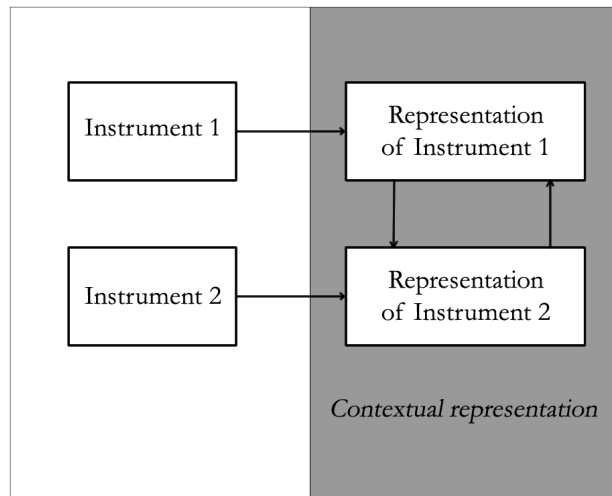 Instrument 1
Representation
of Instrument 1
Instrument 2
Representation
of Instrument 2
Contextual representation